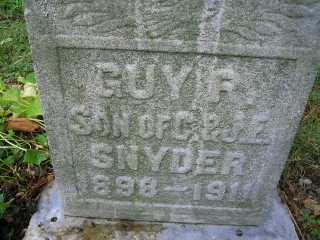 GUY R.
SON OF C. P. & E.
SNYDER
1898–1911